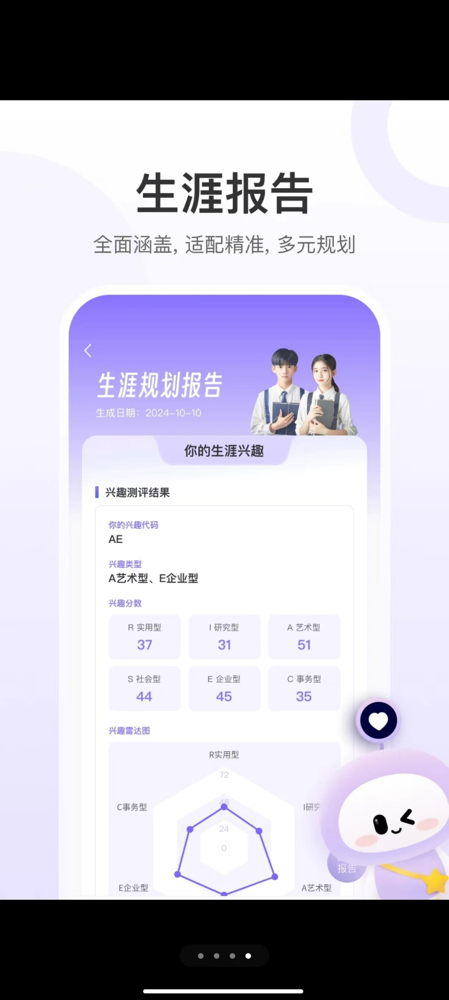 生涯报告
全面涵盖, 适配精准, 多元规划
生涯规划报告
生成日期：2024-10-10
你的生涯兴趣
兴趣测评结果
你的兴趣代码
AE
兴趣类型
A艺术型、E企业型
兴趣分数
R 实用型
I 研究型
A 艺术型
37
31
51
S 社会型
E 企业型
C 事务型
44
45
35
兴趣雷达图
R实用型
72
C事务型
48
I研究
24
0
报告
E企业型
A艺术型